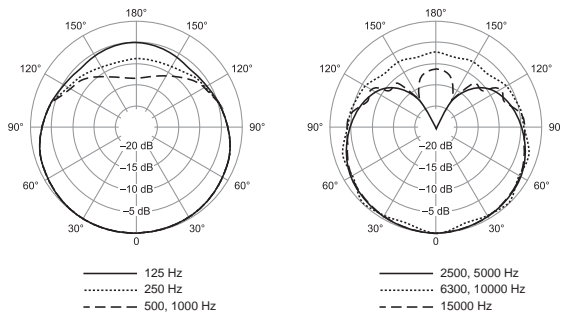 180°
150° 150°
120° 120°
90° 90°
–20 dB
–15 dB
–10 dB
60° 60°
–5 dB
30° 30°
0
125 Hz
250 Hz
500, 1000 Hz
180°
150° 150°
120° 120°
90° 90°
–20 dB
–15 dB
–10 dB
60° 60°
–5 dB
30° 30°
0
2500, 5000 Hz
6300, 10000 Hz
15000 Hz